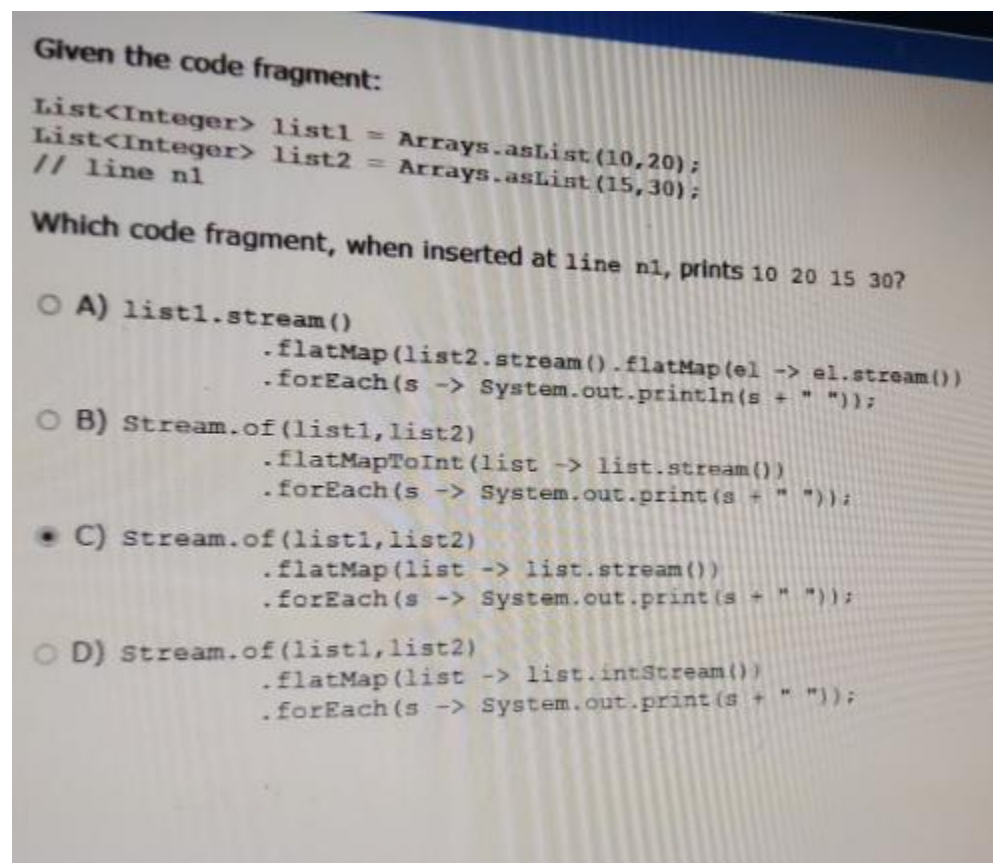 Given the code fragment:
List<Integer> list1 = Arrays.asList(10,20);
List<Integer> list2 = Arrays.asList(15,30);
// line n1
Which code fragment, when inserted at line n1, prints 10 20 15 30?
A) list1.stream()
.flatMap(list2.stream().flatMap(e1 -> e1.stream())
.forEach(s -> System.out.println(s + " "));
B) Stream.of(list1,list2)
.flatMapToInt(list -> list.stream())
.forEach(s -> System.out.print(s + " "));
C) Stream.of(list1,list2)
.flatMap(list -> list.stream())
.forEach(s -> System.out.print(s + " "));
D) Stream.of(list1,list2)
.flatMap(list -> list.intStream())
.forEach(s -> System.out.print(s + " "));